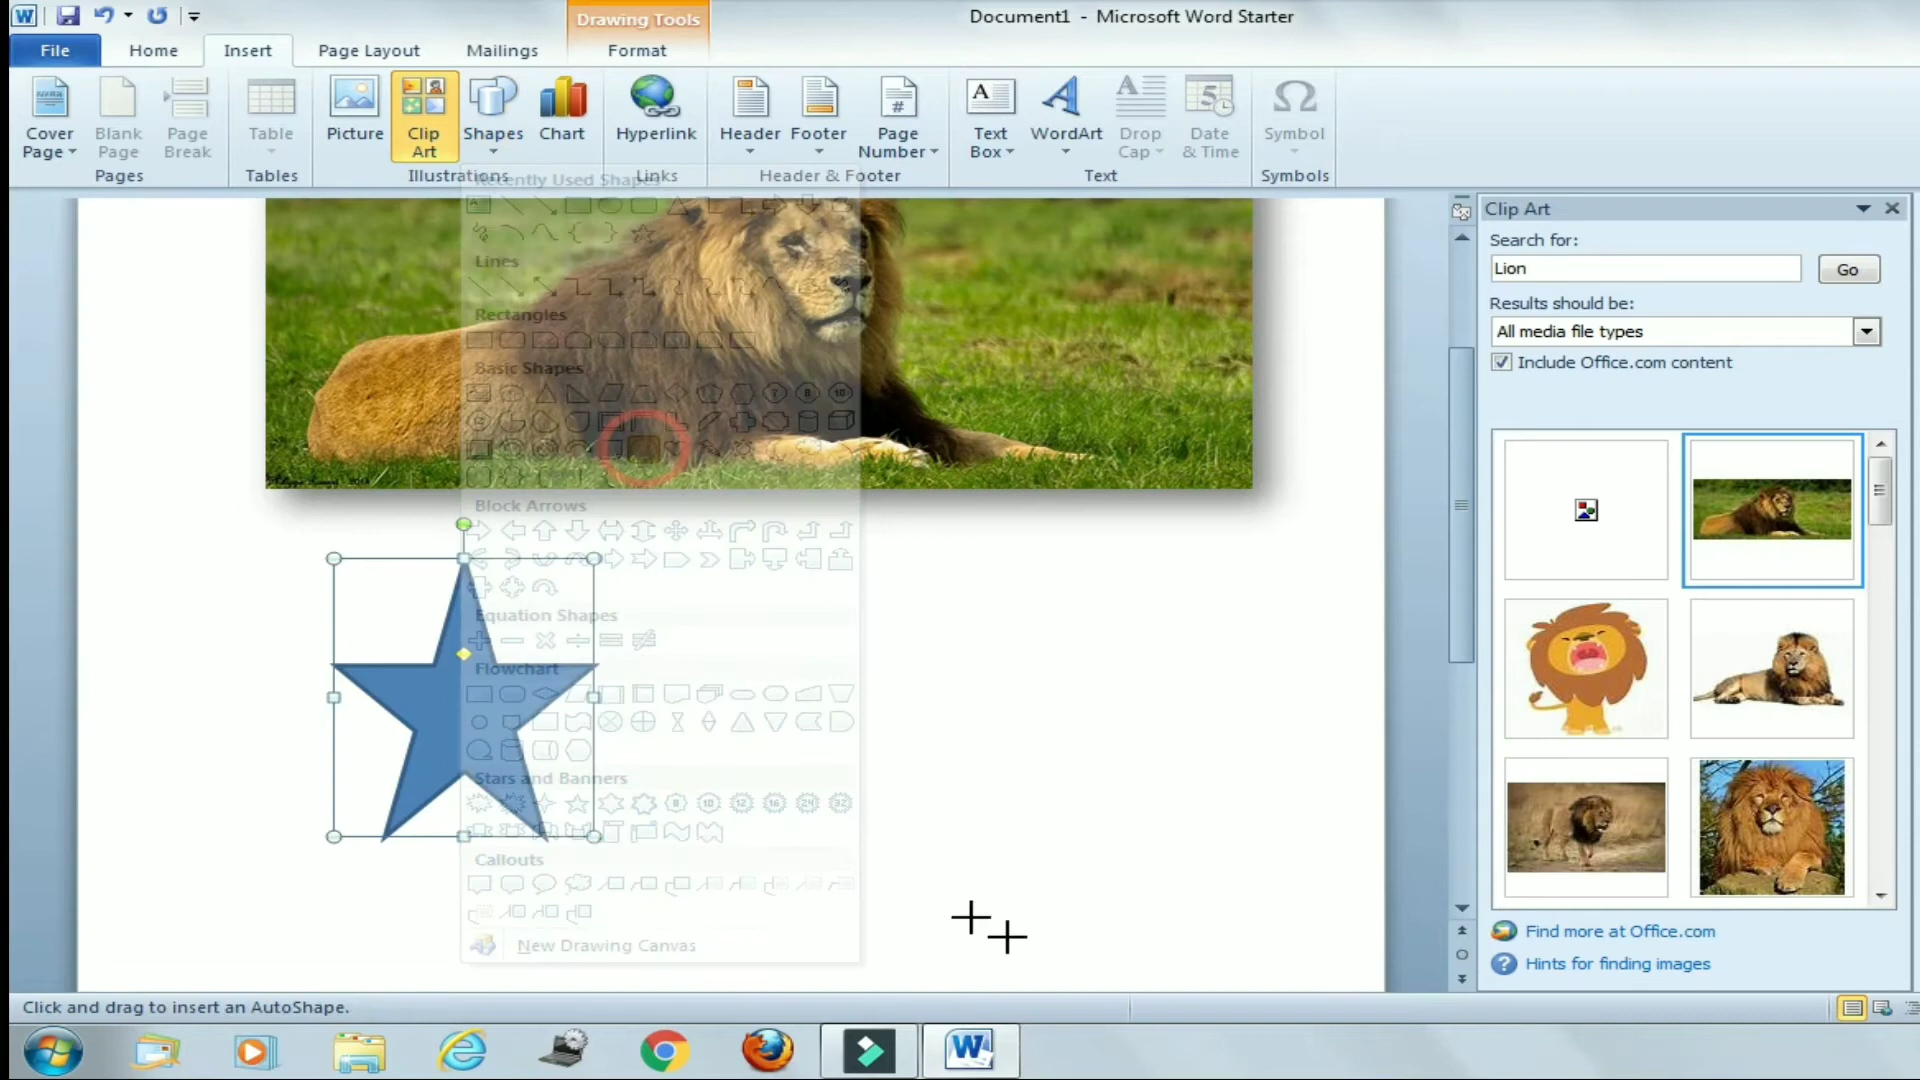 Drawing Tools
Document1 - Microsoft Word Starter
File
Home
Insert
Page Layout
Mailings
Format
Cover
Page
Blank
Page
Page
Break
Table
Picture
Clip
Art
Shapes
Chart
Hyperlink
Header
Footer
Page
Number
Text
Box
WordArt
Drop
Cap
Date
& Time
Symbol
Pages
Tables
Illustrations
Links
Header & Footer
Text
Symbols
Recently Used Shapes
Lines
Rectangles
Basic Shapes
Block Arrows
Equation Shapes
Flowchart
Stars and Banners
Callouts
New Drawing Canvas
Clip Art
Search for:
Lion
Go
Results should be:
All media file types
Include Office.com content
Find more at Office.com
Hints for finding images
Click and drag to insert an AutoShape.